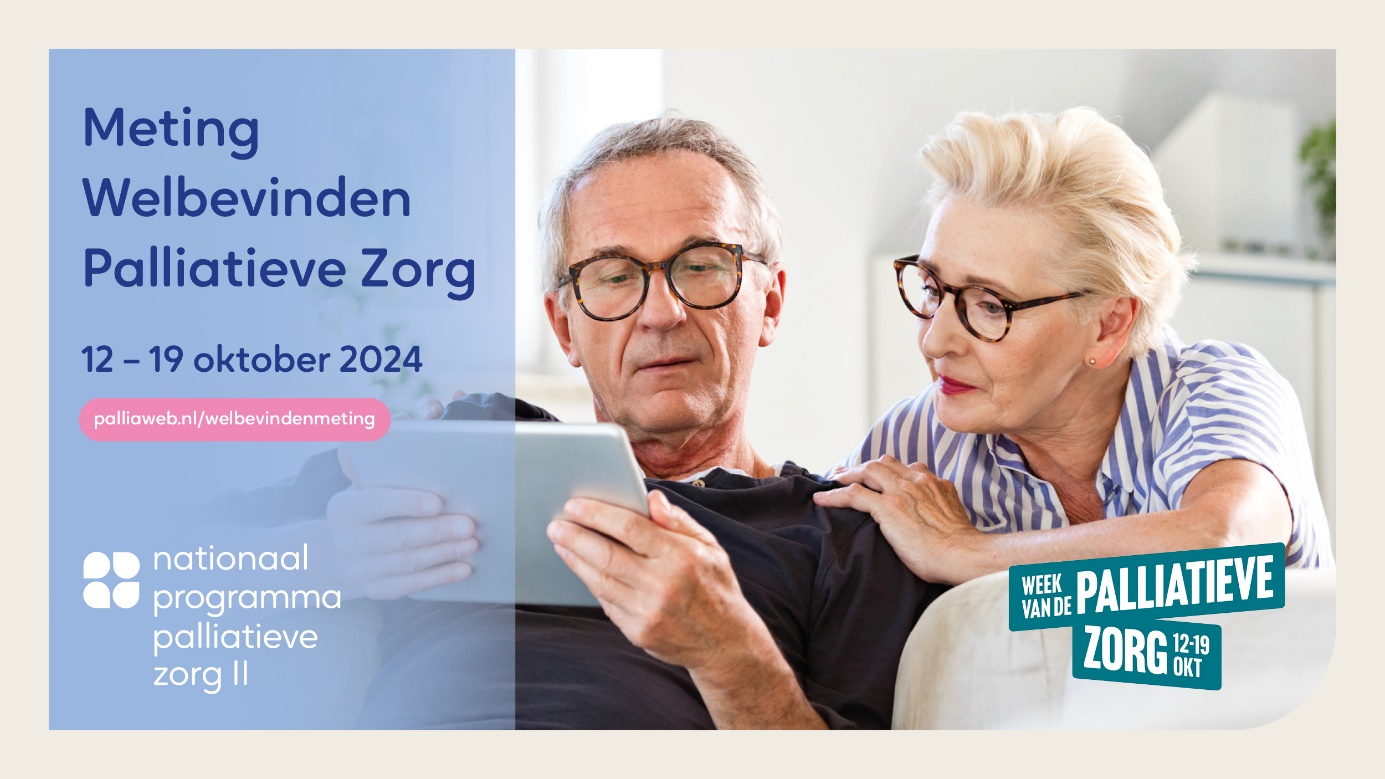 Meting
Welbevinden
Palliatieve Zorg
12 – 19 oktober 2024
palliaweb.nl/welbevindenmeting
nationaal
programma
palliatieve
zorg II
WEEK
VAN DE
PALLIATIEVE
ZORG
12-19
OKT